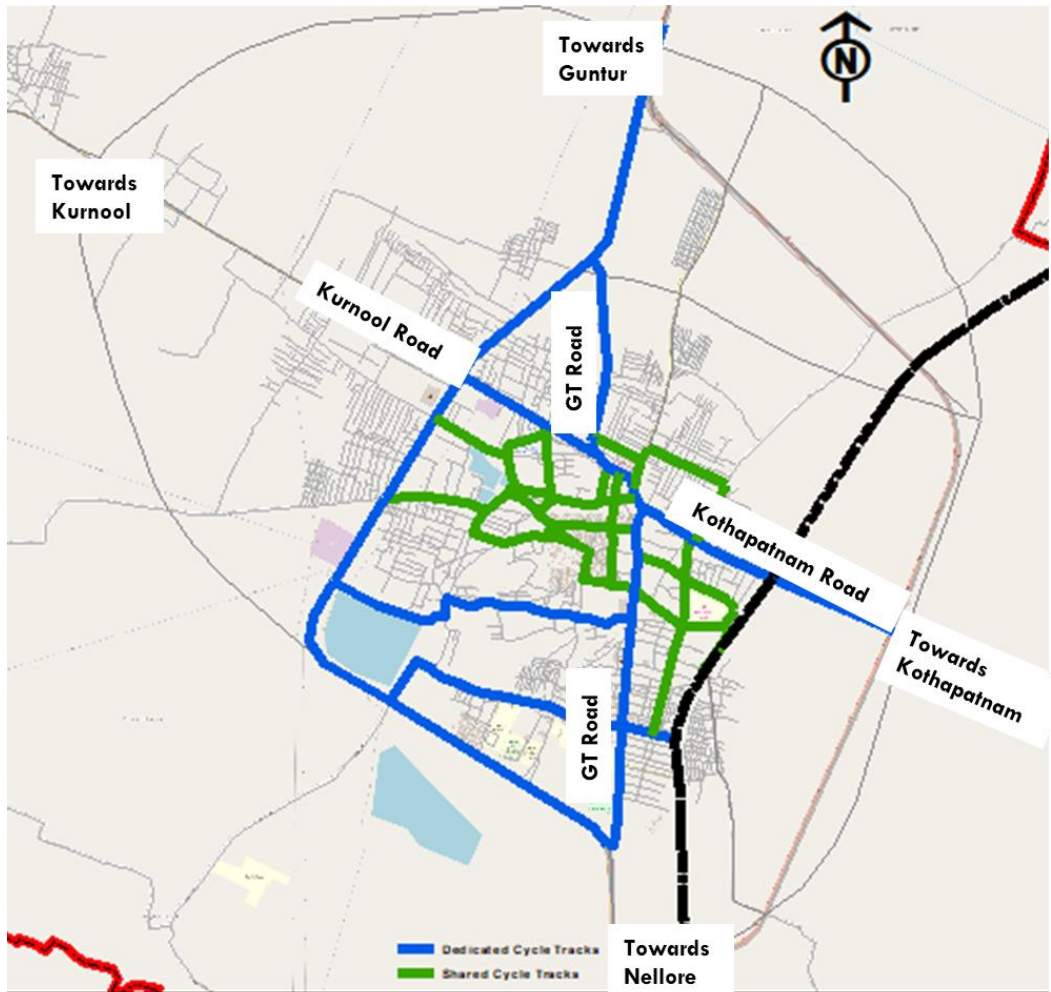 Towards
Guntur
N
Towards
Kurnool
Kurnool Road
GT Road
Kothapatnam Road
Towards
Kothapatnam
GT Road
Dedicated Cycle Tracks
Shared Cycle Tracks
Towards
Nellore